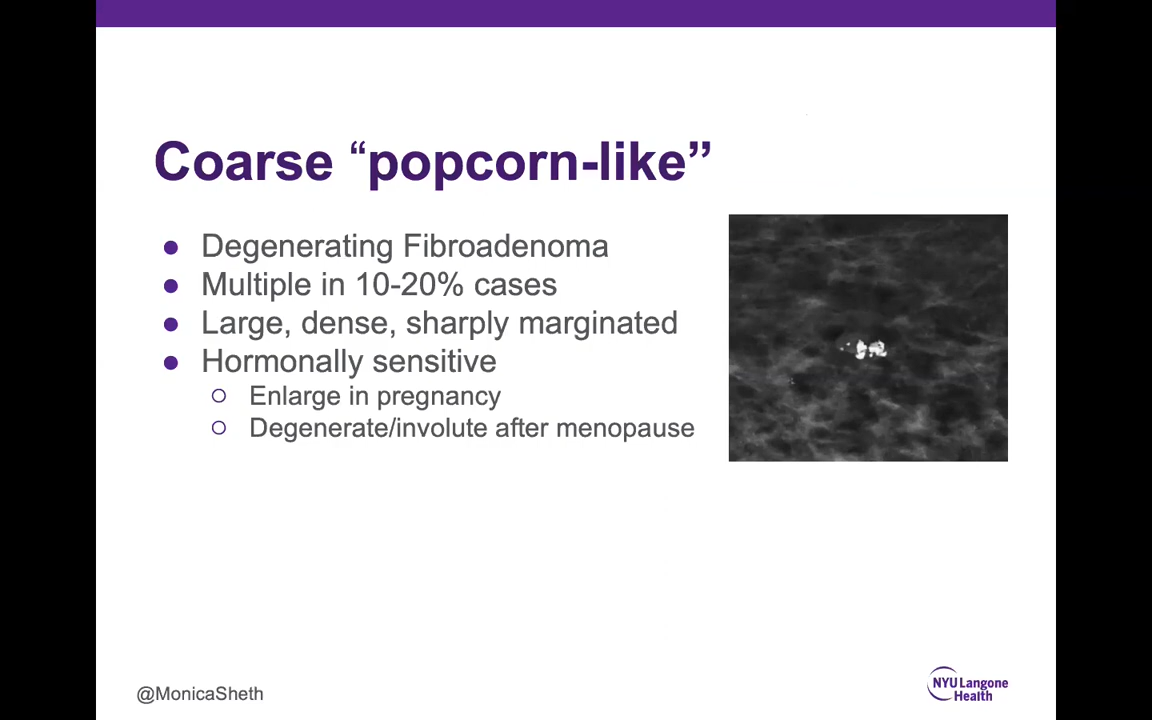 Coarse “popcorn-like”
● Degenerating Fibroadenoma
● Multiple in 10-20% cases
● Large, dense, sharply marginated
● Hormonally sensitive
○ Enlarge in pregnancy
○ Degenerate/involute after menopause
@MonicaSheth
NYU Langone
Health